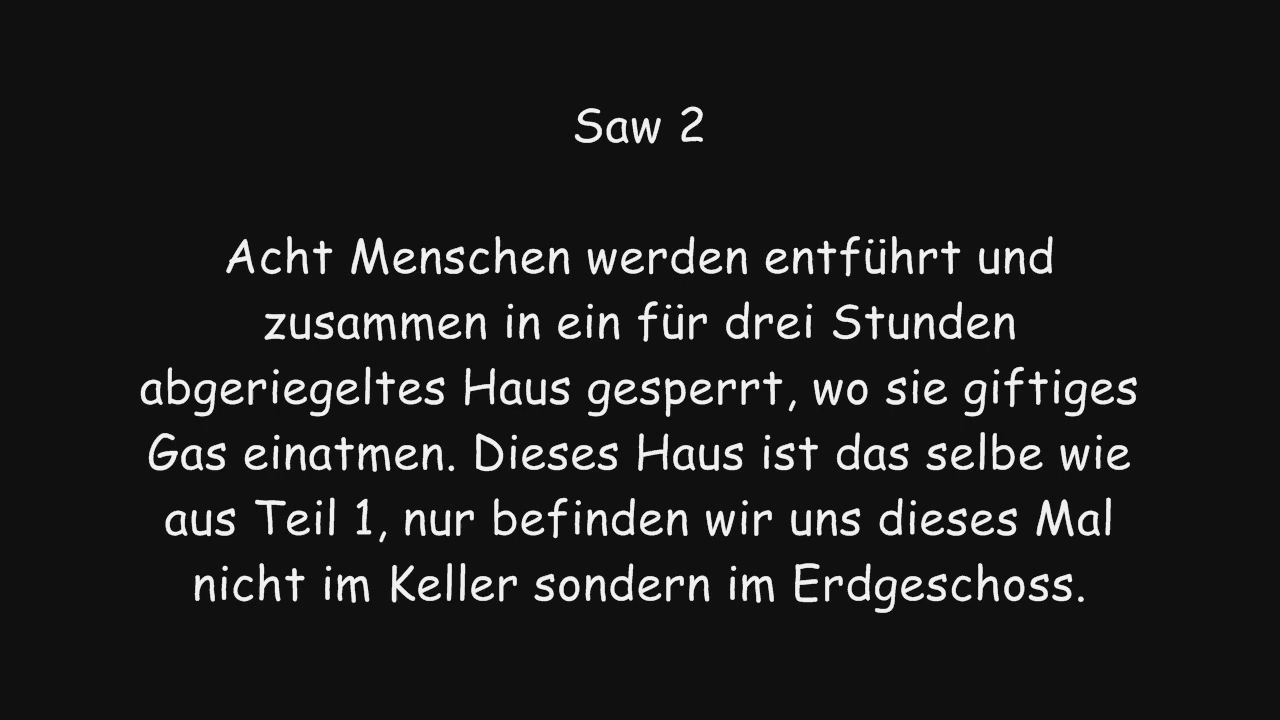 Saw 2
Acht Menschen werden entführt und
zusammen in ein für drei Stunden
abgeriegeltes Haus gesperrt, wo sie giftiges
Gas einatmen. Dieses Haus ist das selbe wie
aus Teil 1, nur befinden wir uns dieses Mal
nicht im Keller sondern im Erdgeschoss.